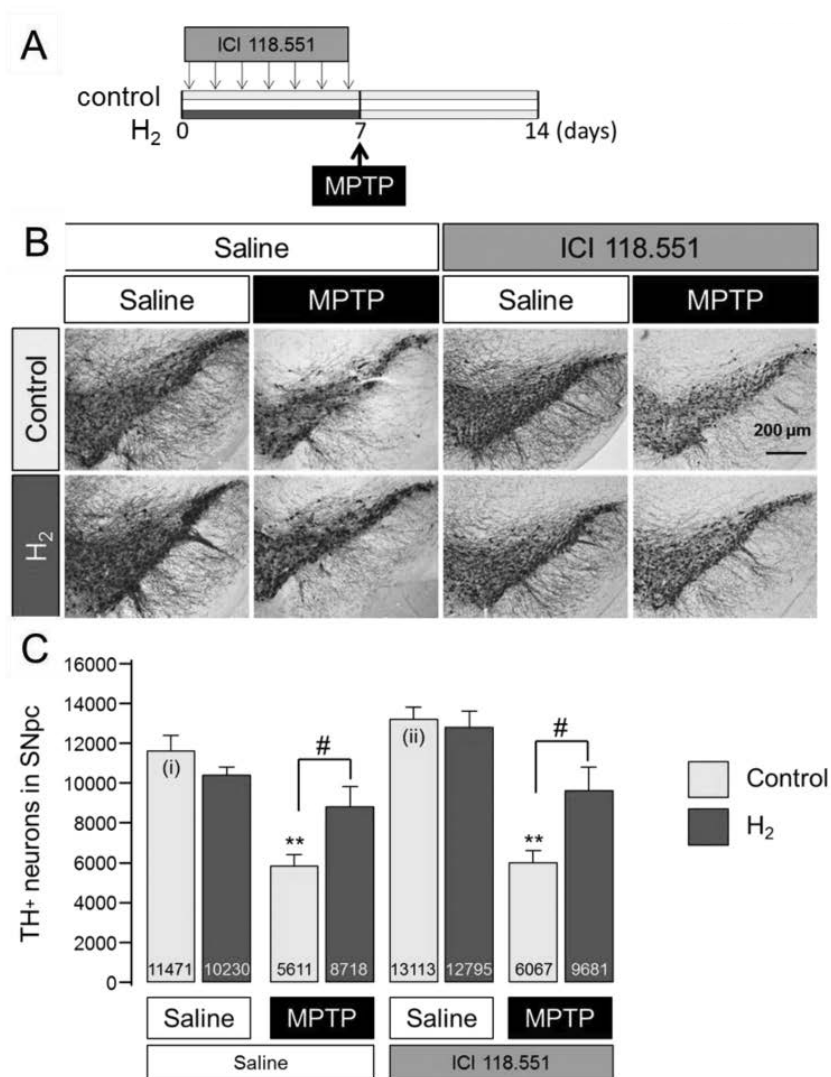 A
ICI 118.551
control
H₂
0 7 14 (days)
MPTP
B
Saline ICI 118.551
Saline MPTP Saline MPTP
Control
200 µm
H₂
C
16000
14000
12000
10000
8000
6000
4000
2000
0
TH⁺ neurons in SNpc
(i) (ii)
# #
** **
11471 10230 5611 8718 13113 12795 6067 9681
Control
H₂
Saline MPTP Saline MPTP
Saline ICI 118.551